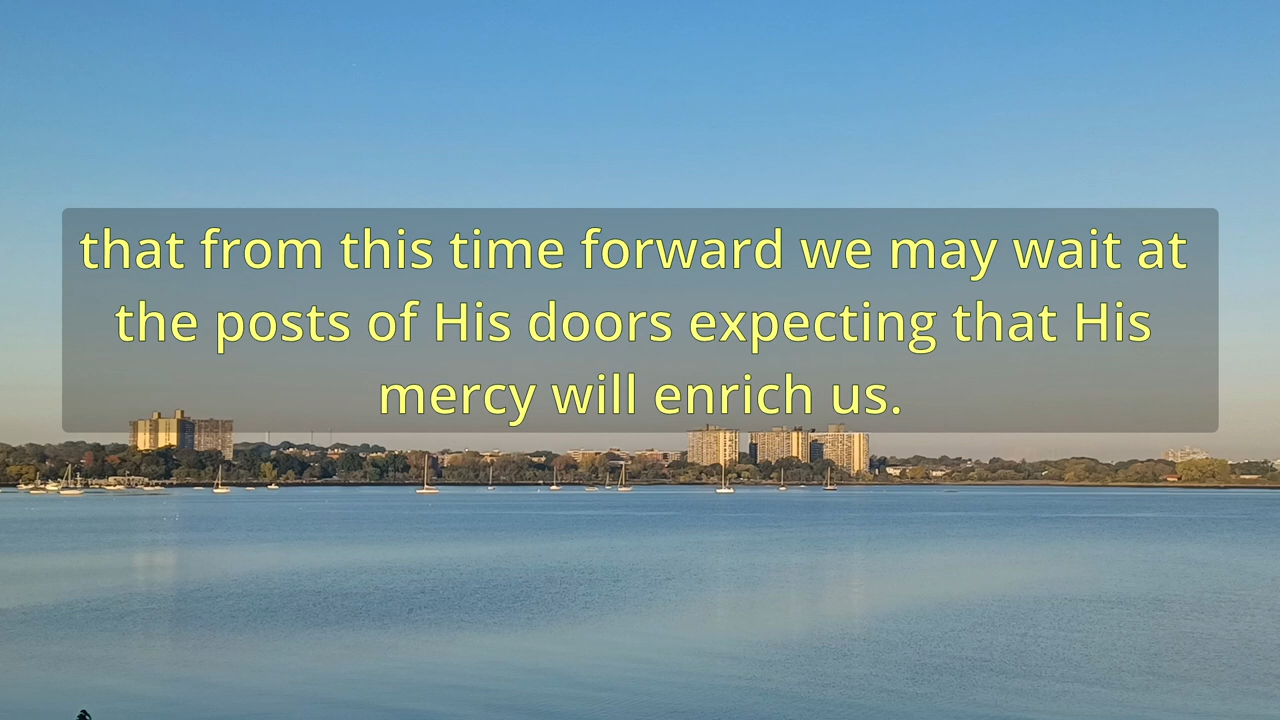 that from this time forward we may wait at
the posts of His doors expecting that His
mercy will enrich us.